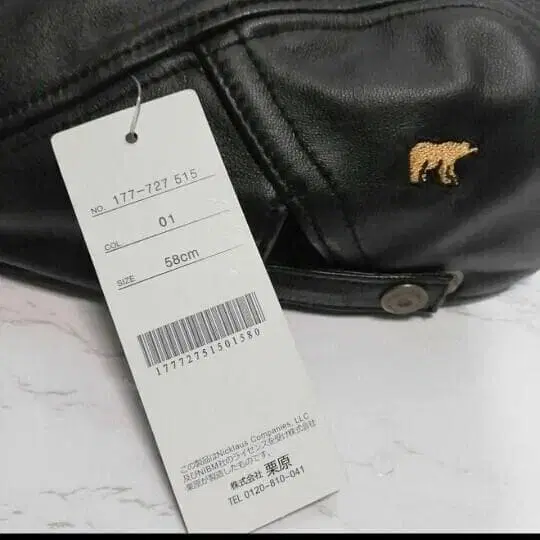 NO. 177-727 515
COL 01
SIZE 58cm
17772751501580
この製品はNicklaus Companies, LLC
及びNIBM社のライセンスを受け株式会社
栗原が製造したものです。
株式会社 栗原
TEL 0120-810-041